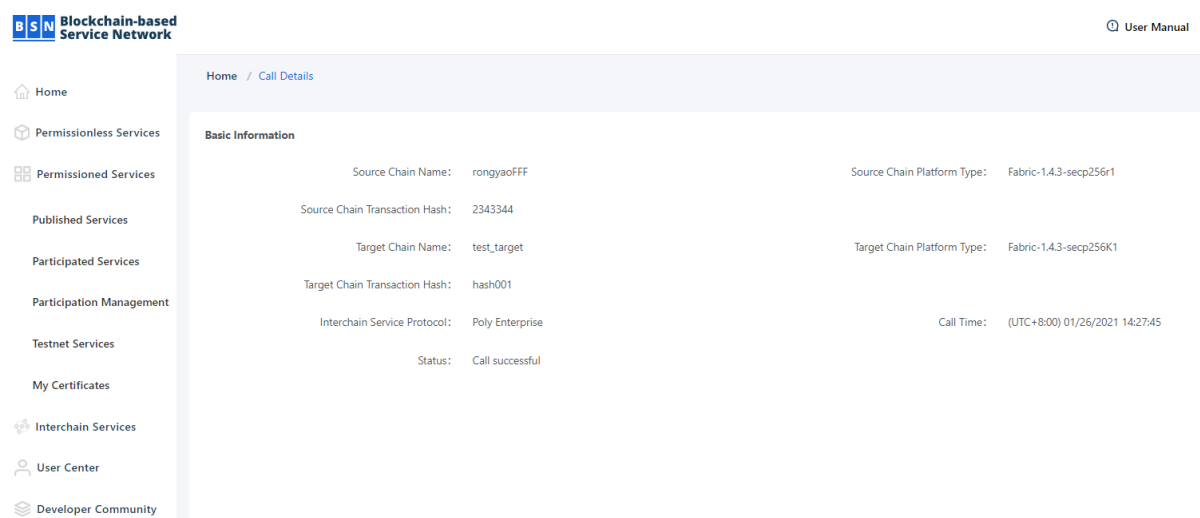 BSN Blockchain-based
Service Network
User Manual
Home / Call Details
Home
Permissionless Services
Permissioned Services
Published Services
Participated Services
Participation Management
Testnet Services
My Certificates
Interchain Services
User Center
Developer Community
Basic Information
Source Chain Name: rongyaoFFF Source Chain Platform Type: Fabric-1.4.3-secp256r1
Source Chain Transaction Hash: 2343344
Target Chain Name: test_target Target Chain Platform Type: Fabric-1.4.3-secp256K1
Target Chain Transaction Hash: hash001
Interchain Service Protocol: Poly Enterprise Call Time: (UTC+8:00) 01/26/2021 14:27:45
Status: Call successful